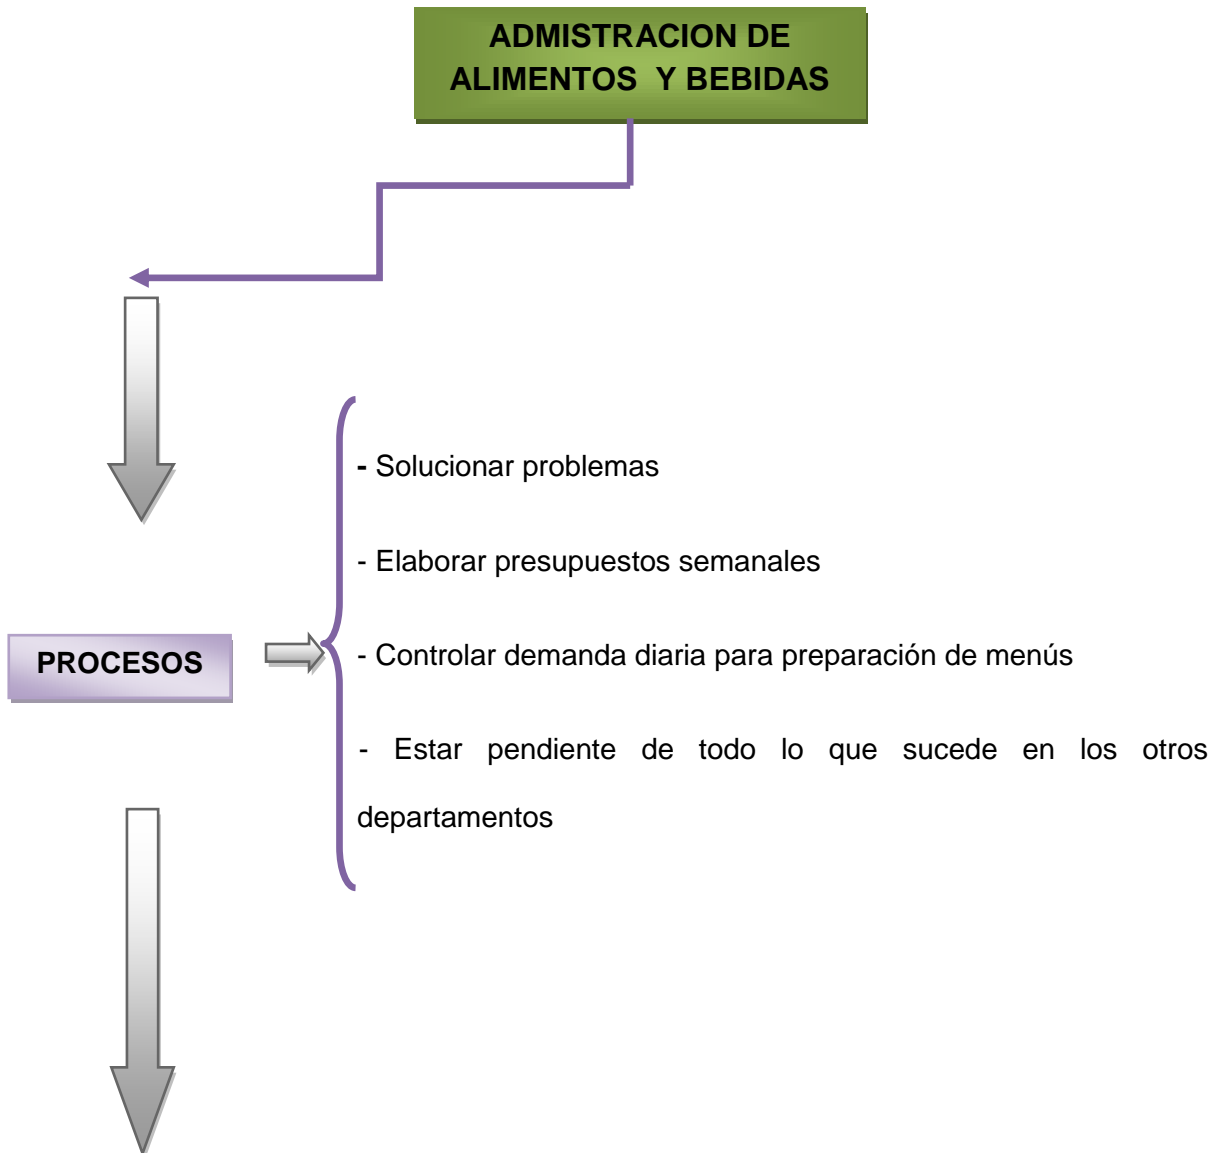 ADMISTRACION DE
ALIMENTOS Y BEBIDAS
- Solucionar problemas
- Elaborar presupuestos semanales
PROCESOS
- Controlar demanda diaria para preparación de menús
- Estar pendiente de todo lo que sucede en los otros
departamentos